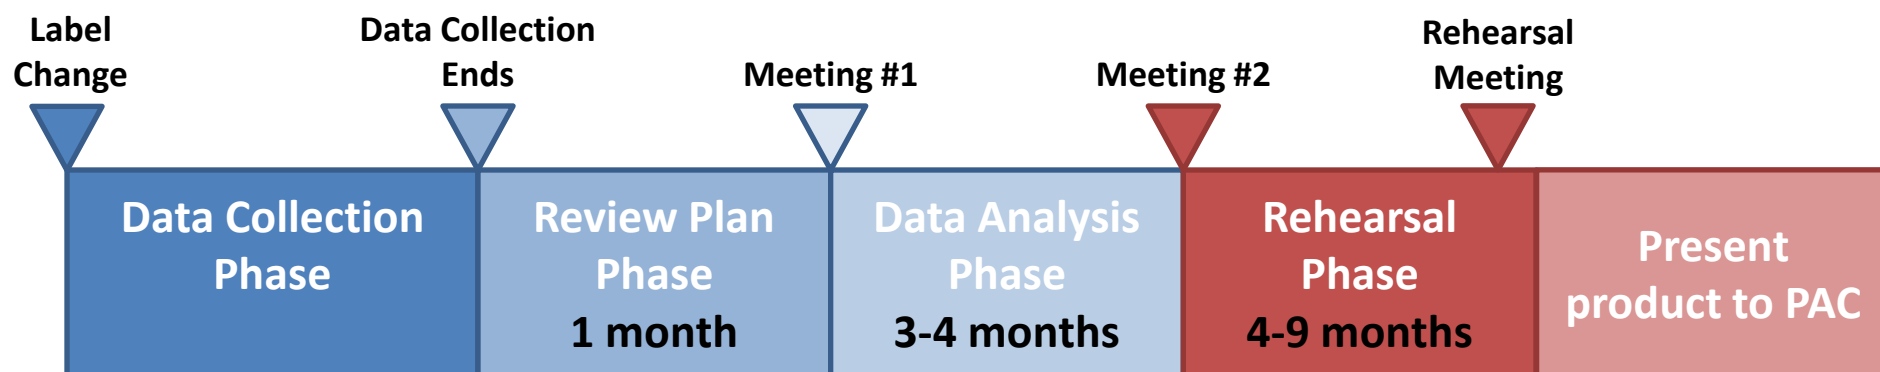 Label
Change
Data Collection
Ends
Meeting #1
Meeting #2
Rehearsal
Meeting
Data Collection
Phase
Review Plan
Phase
1 month
Data Analysis
Phase
3-4 months
Rehearsal
Phase
4-9 months
Present
product to PAC